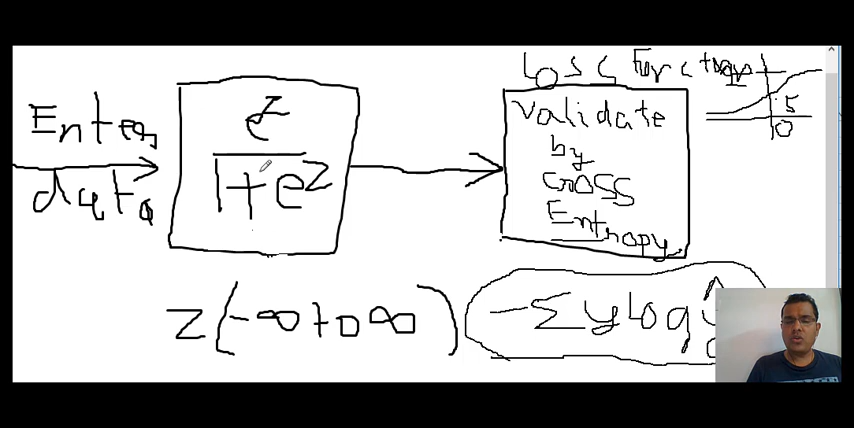 Enter
data
e^z
1+e^z
Loss Function
validate
by
cross
Entropy
.5
0
z(-∞ to ∞)
-Σ y log ŷ